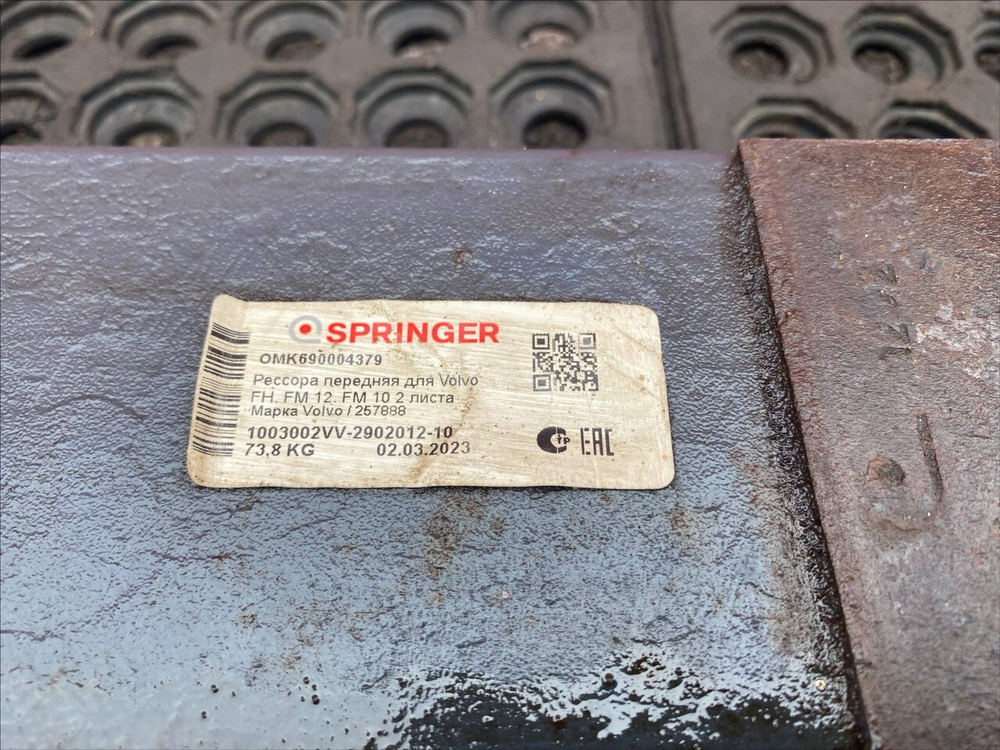 SPRINGER
OMK690004379
Рессора передняя для Volvo
FH. FM 12. FM 10 2 листа
Марка Volvo / 257888
1003002VV-2902012-10
73,8 KG 02.03.2023
ЕАС